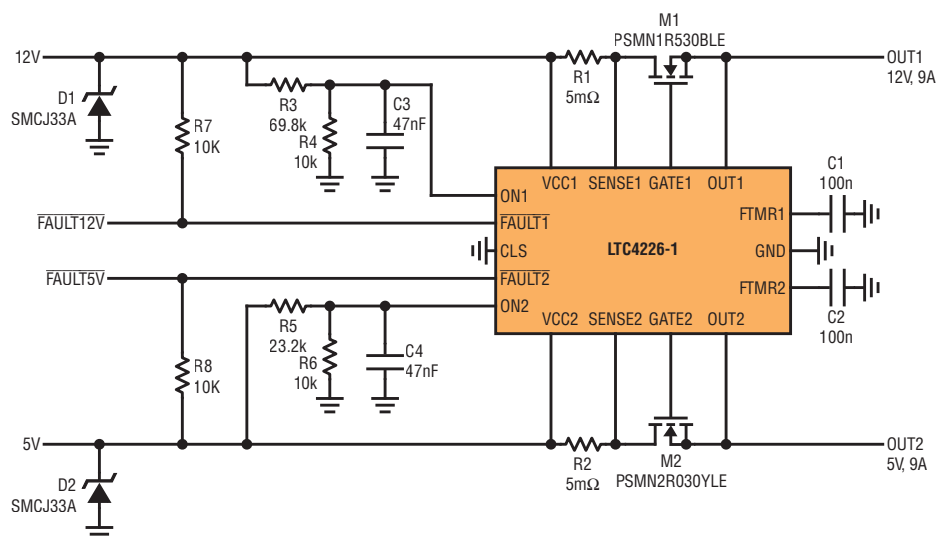 M1
PSMN1R530BLE
12V
OUT1
12V, 9A
R1
5mΩ
D1
SMCJ33A
R3
69.8k
C3
47nF
R4
10k
R7
10K
C1
100n
VCC1 SENSE1 GATE1 OUT1
ON1
FTMR1
FAULT12V
FAULT1
CLS
LTC4226-1
GND
FAULT5V
FAULT2
FTMR2
ON2
VCC2 SENSE2 GATE2 OUT2
C2
100n
R5
23.2k
R6
10k
C4
47nF
R8
10K
5V
OUT2
5V, 9A
R2
5mΩ
M2
PSMN2R030YLE
D2
SMCJ33A